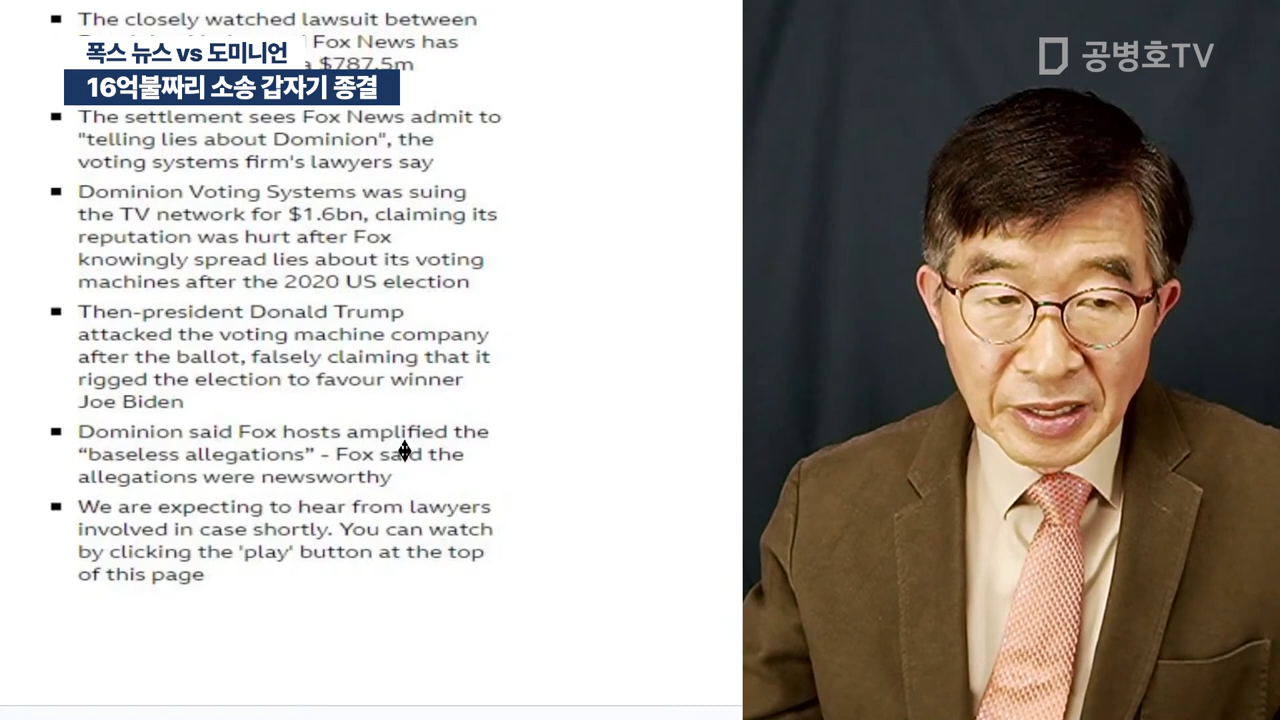 The closely watched lawsuit between
Fox News has
a $787.5m
폭스 뉴스 vs 도미니언
16억불짜리 소송 갑자기 종결
The settlement sees Fox News admit to
"telling lies about Dominion", the
voting systems firm's lawyers say
Dominion Voting Systems was suing
the TV network for $1.6bn, claiming its
reputation was hurt after Fox
knowingly spread lies about its voting
machines after the 2020 US election
Then-president Donald Trump
attacked the voting machine company
after the ballot, falsely claiming that it
rigged the election to favour winner
Joe Biden
Dominion said Fox hosts amplified the
“baseless allegations” - Fox said the
allegations were newsworthy
We are expecting to hear from lawyers
involved in case shortly. You can watch
by clicking the 'play' button at the top
of this page
공병호TV